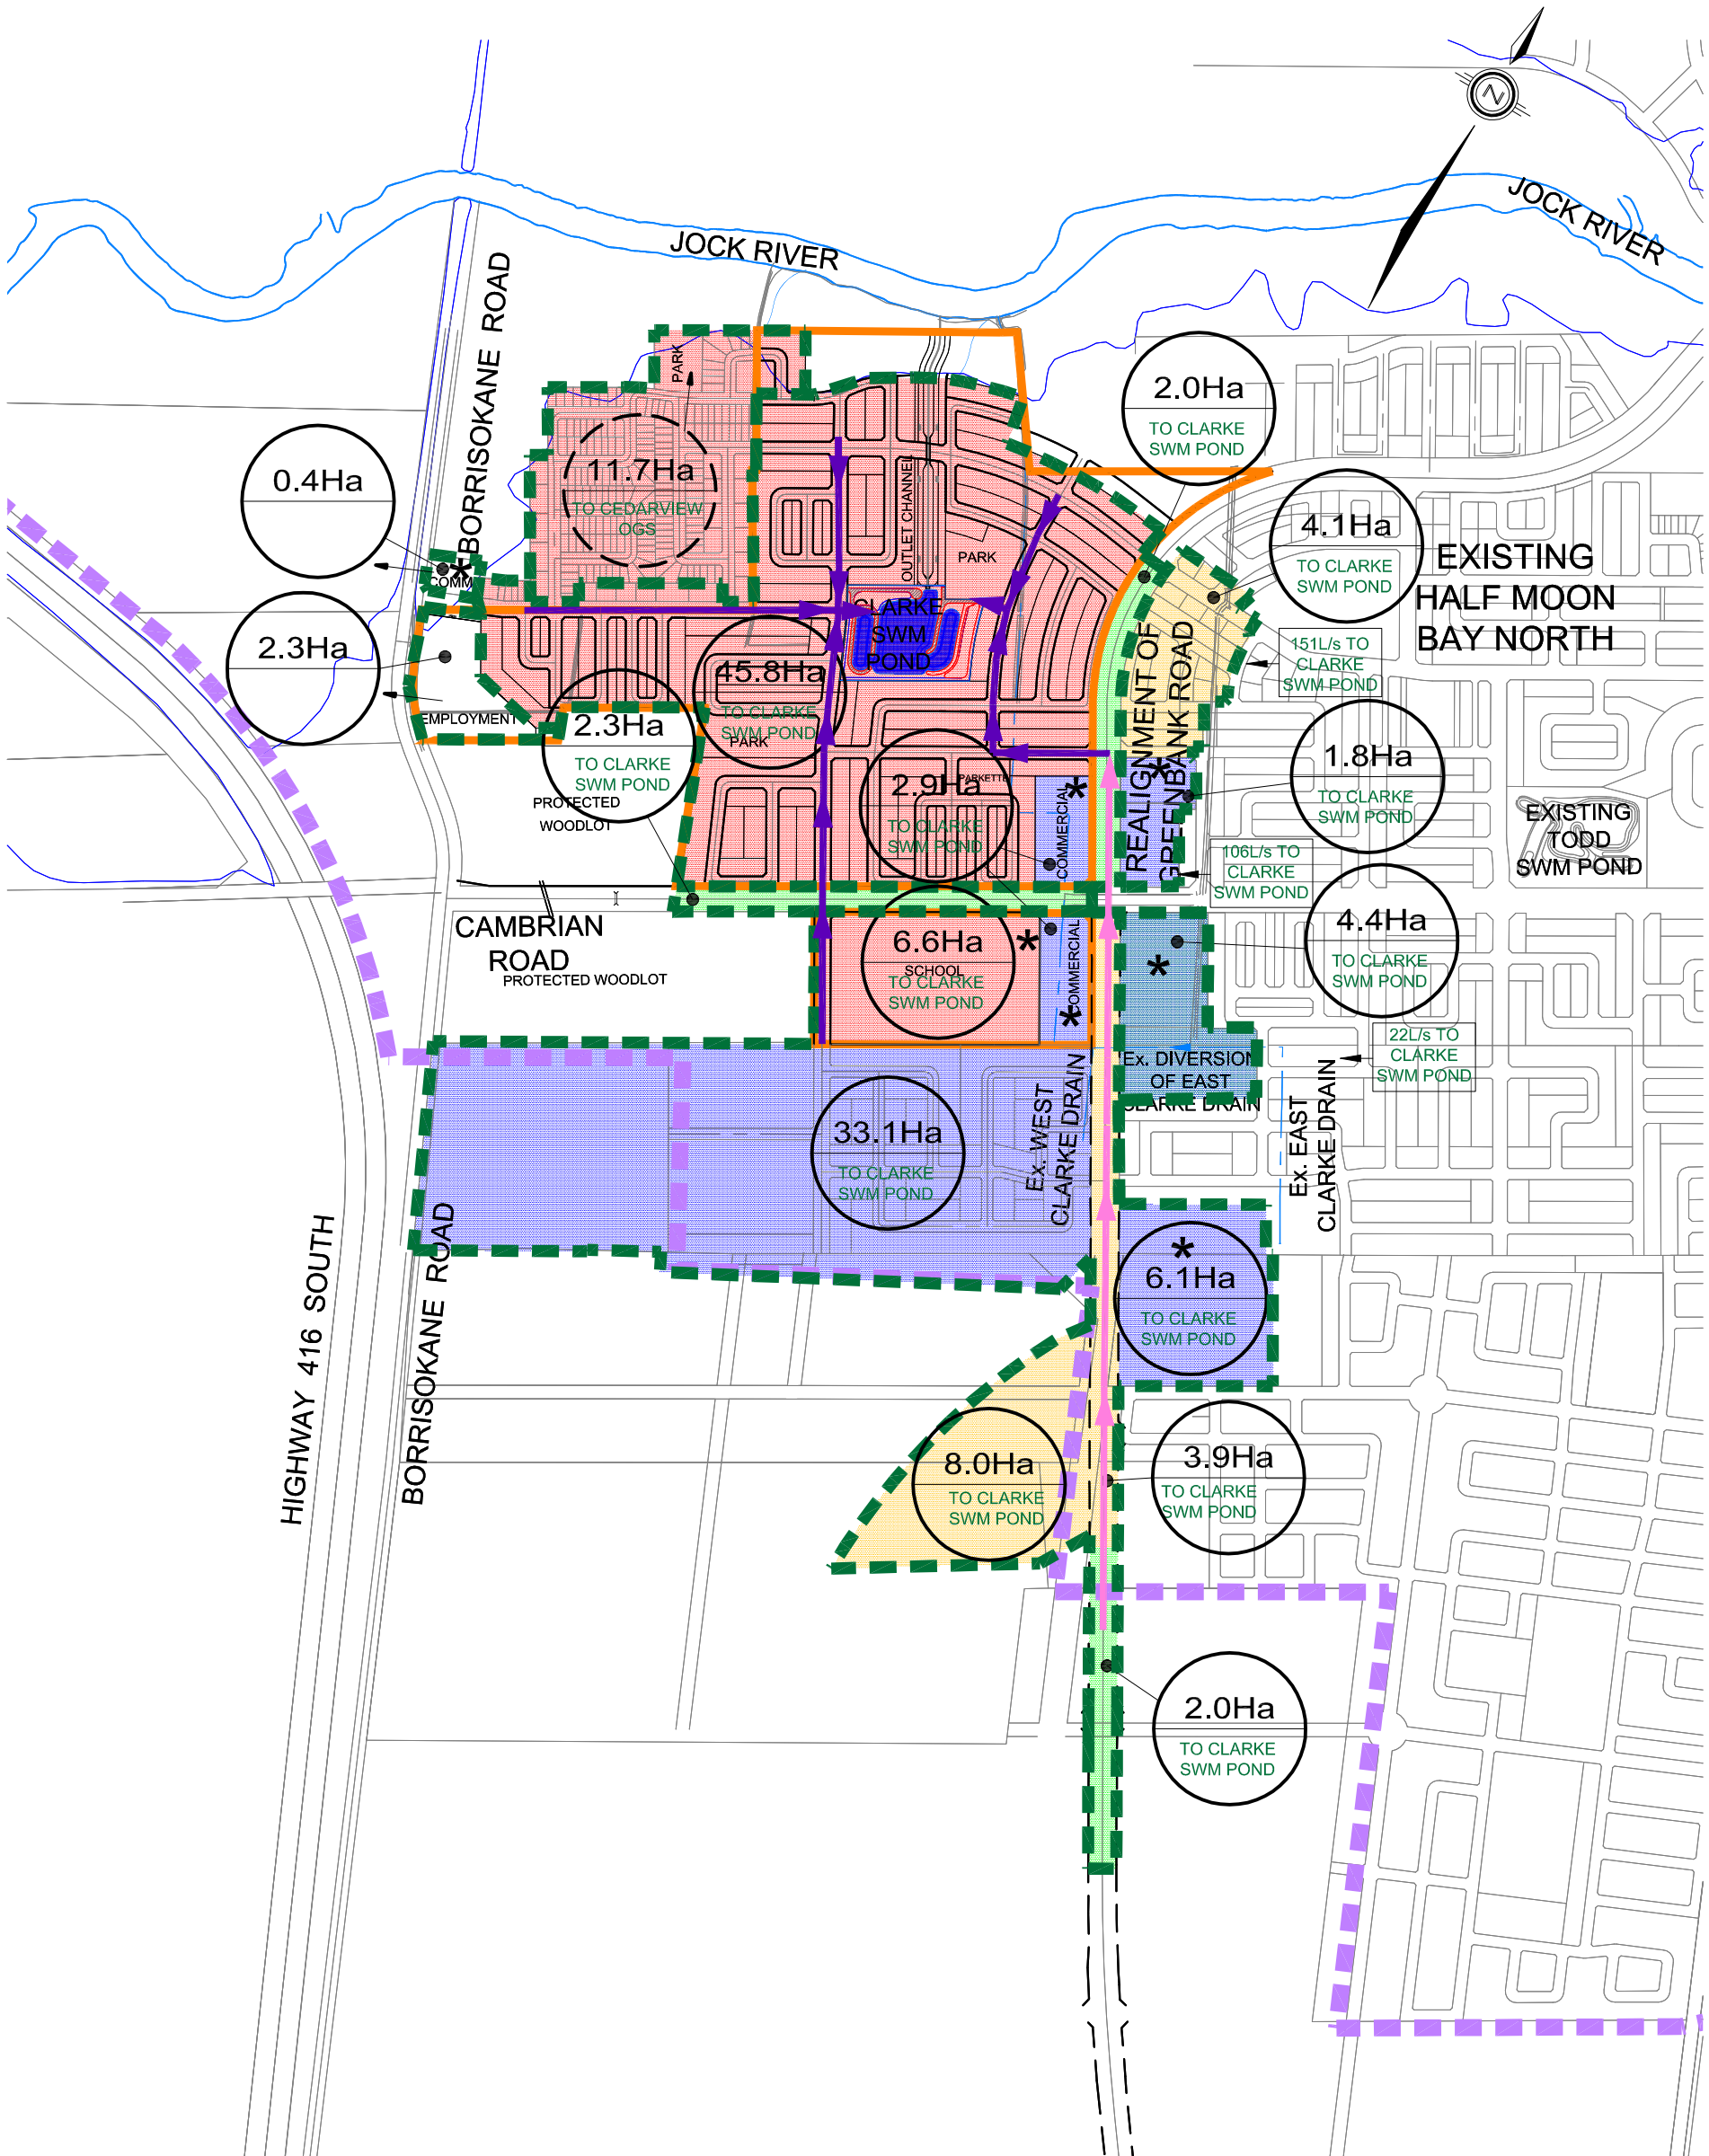 N
JOCK RIVER
JOCK RIVER
BORRISOKANE ROAD
PARK
2.0Ha
TO CLARKE
SWM POND
0.4Ha
11.7Ha
TO CEDARVIEW
OGS
OUTLET CHANNEL
PARK
4.1Ha
TO CLARKE
SWM POND
EXISTING
HALF MOON
BAY NORTH
COMM
2.3Ha
CLARKE
SWM
POND
REALIGNMENT OF
GREENBANK ROAD
151L/s TO
CLARKE
SWM POND
45.8Ha
TO CLARKE
SWM POND
EMPLOYMENT
2.3Ha
TO CLARKE
SWM POND
PARK
PROTECTED
WOODLOT
2.9Ha
TO CLARKE
SWM POND
PARKETTE
COMMERCIAL
1.8Ha
TO CLARKE
SWM POND
EXISTING
TODD
SWM POND
106L/s TO
CLARKE
SWM POND
CAMBRIAN
ROAD
PROTECTED WOODLOT
6.6Ha
SCHOOL
TO CLARKE
SWM POND
COMMERCIAL
4.4Ha
TO CLARKE
SWM POND
22L/s TO
CLARKE
SWM POND
Ex. DIVERSION
OF EAST
CLARKE DRAIN
Ex. WEST
CLARKE DRAIN
Ex. EAST
CLARKE DRAIN
33.1Ha
TO CLARKE
SWM POND
HIGHWAY 416 SOUTH
BORRISOKANE ROAD
6.1Ha
TO CLARKE
SWM POND
8.0Ha
TO CLARKE
SWM POND
3.9Ha
TO CLARKE
SWM POND
2.0Ha
TO CLARKE
SWM POND